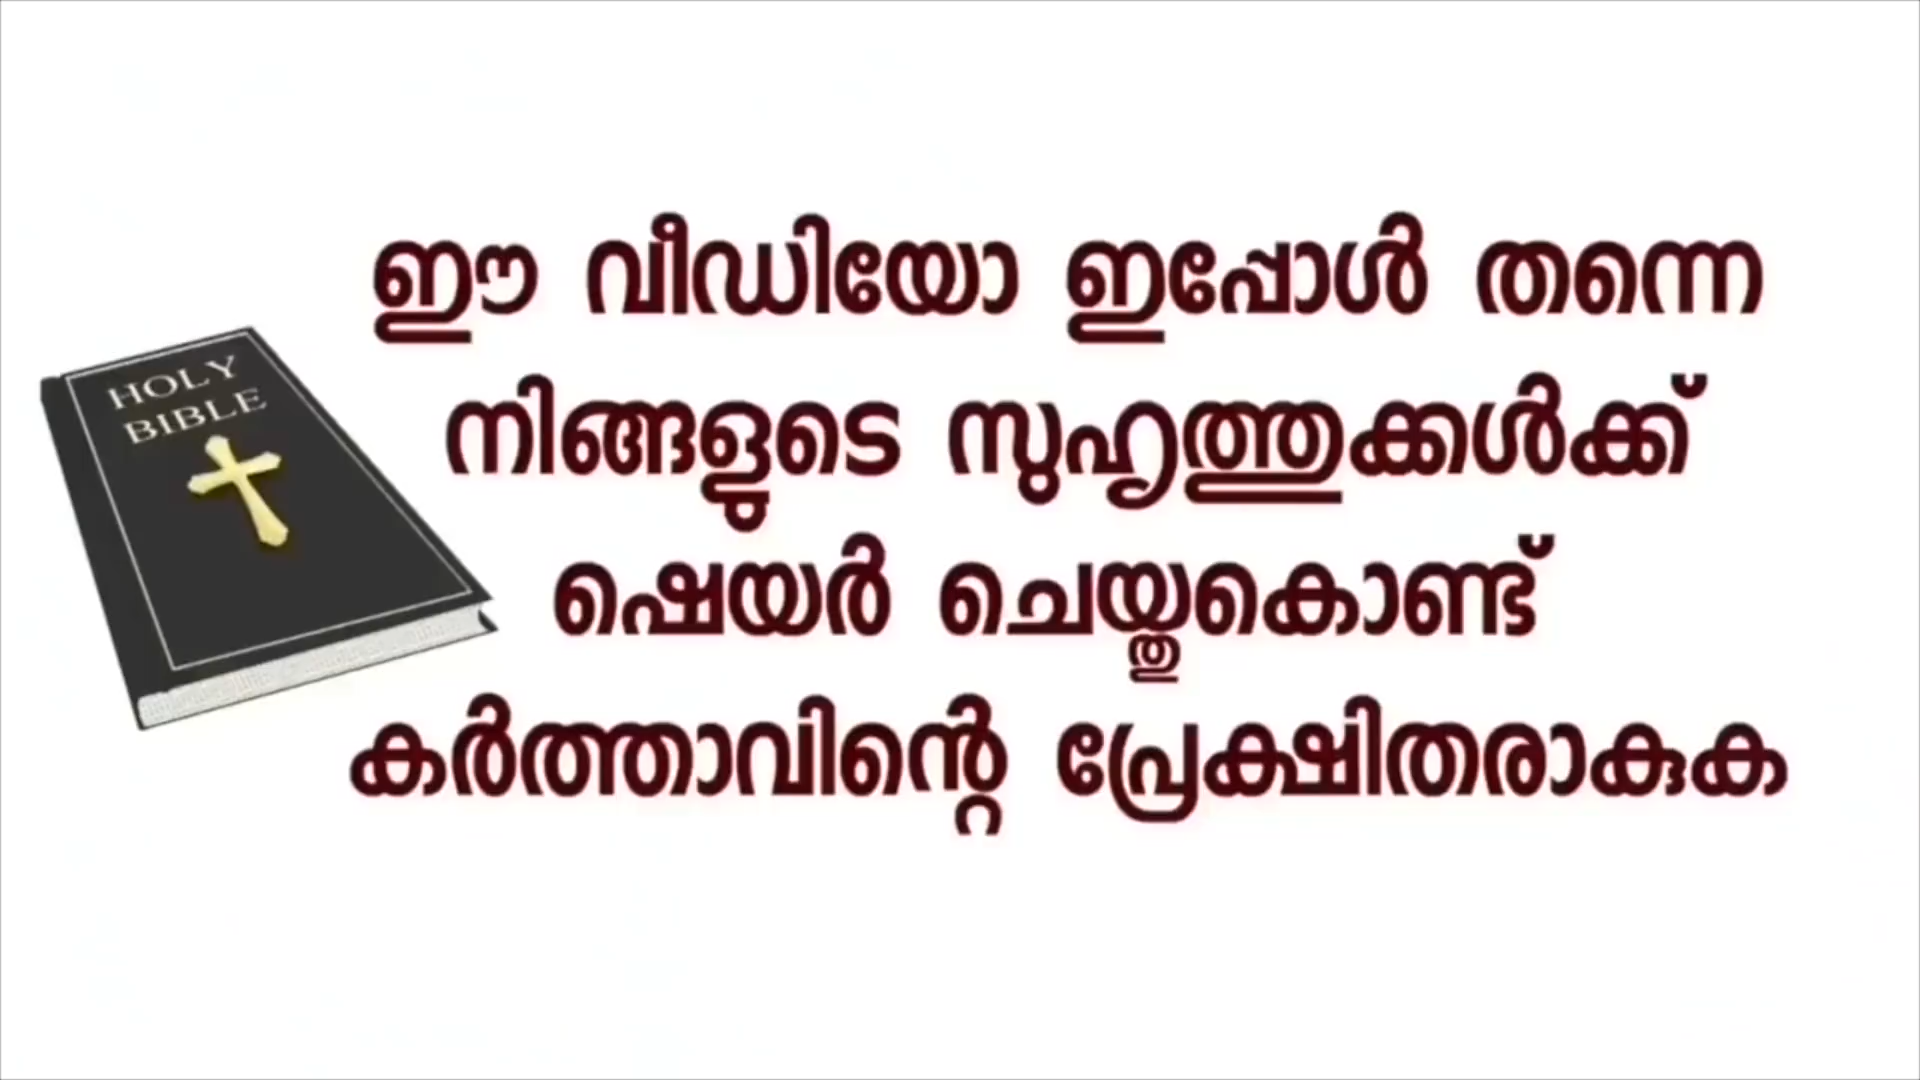 HOLY
BIBLE
ഈ വീഡിയോ ഇപ്പോൾ തന്നെ
നിങ്ങളുടെ സുഹൃത്തുക്കൾക്ക്
ഷെയർ ചെയ്തുകൊണ്ട്
കർത്താവിന്റെ പ്രേക്ഷിതരാകുക